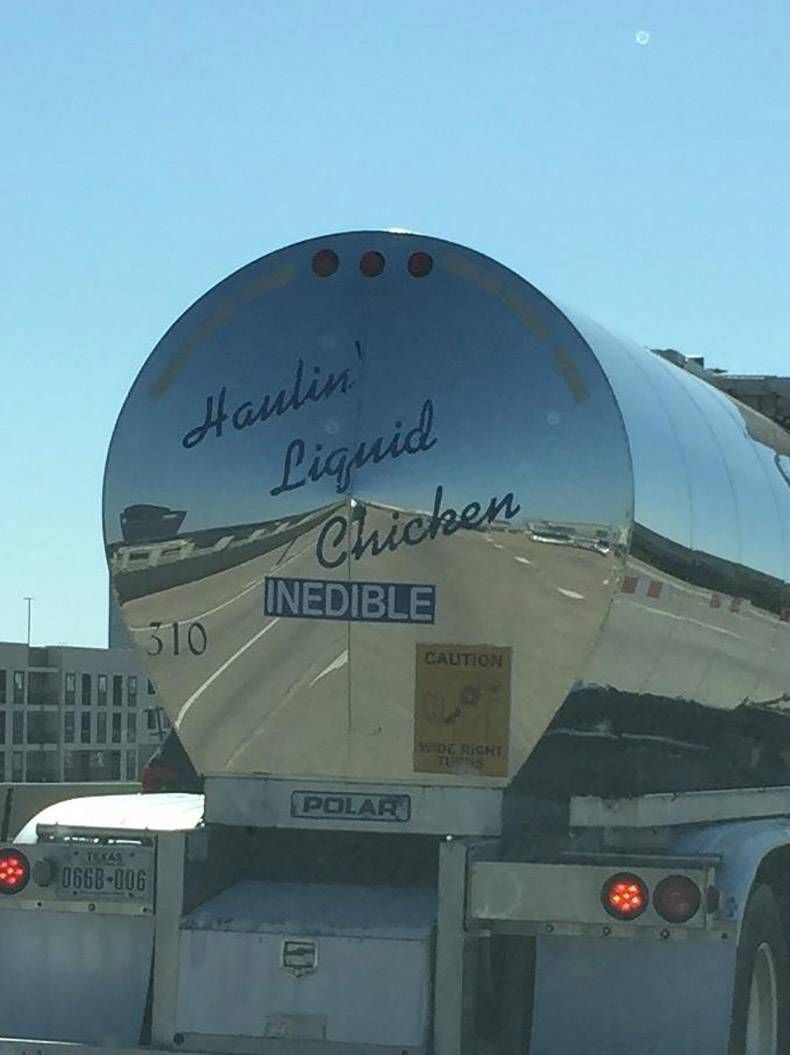 Haulin'
Liquid
Chicken
INEDIBLE
310
CAUTION
WIDE RIGHT
TURNS
POLAR
TEXAS
066B*006